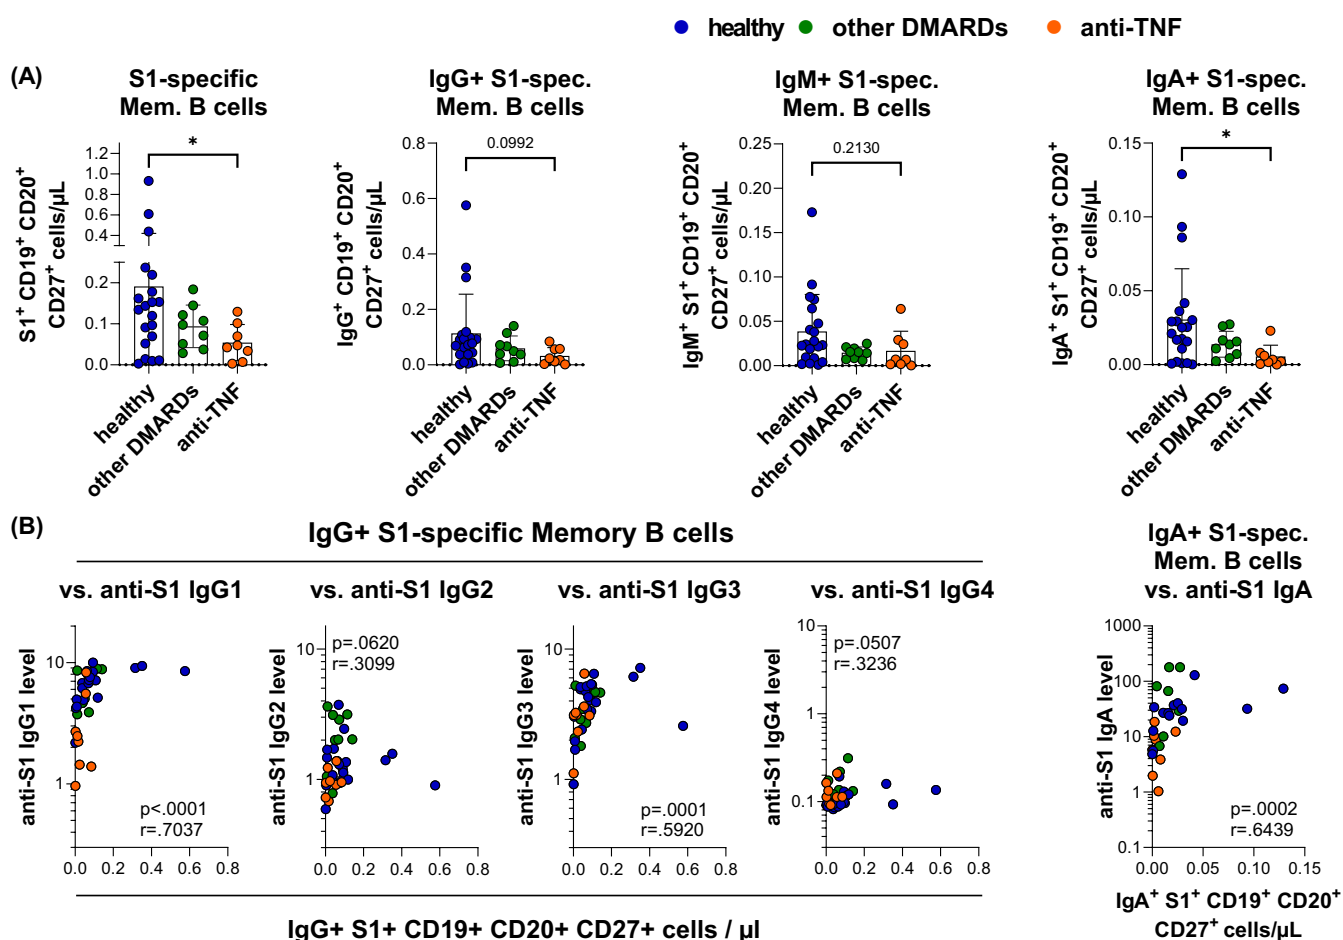 healthy other DMARDs anti-TNF
(A)
S1-specific
Mem. B cells
S1⁺ CD19⁺ CD20⁺
CD27⁺ cells/µL
1.2
1.0
0.8
0.6
0.4
0.2
0.1
0.0
*
healthy
other DMARDs
anti-TNF
IgG+ S1-spec.
Mem. B cells
IgG⁺ CD19⁺ CD20⁺
CD27⁺ cells/µL
0.8
0.6
0.4
0.2
0.0
0.0992
healthy
other DMARDs
anti-TNF
IgM+ S1-spec.
Mem. B cells
IgM⁺ S1⁺ CD19⁺ CD20⁺
CD27⁺ cells/µL
0.25
0.20
0.15
0.10
0.05
0.00
0.2130
healthy
other DMARDs
anti-TNF
IgA+ S1-spec.
Mem. B cells
IgA⁺ S1⁺ CD19⁺ CD20⁺
CD27⁺ cells/µL
0.15
0.10
0.05
0.00
*
healthy
other DMARDs
anti-TNF
(B)
IgG+ S1-specific Memory B cells
vs. anti-S1 IgG1
anti-S1 IgG1 level
10
1
p<.0001
r=.7037
0.0 0.2 0.4 0.6 0.8
vs. anti-S1 IgG2
anti-S1 IgG2 level
10
1
p=.0620
r=.3099
0.0 0.2 0.4 0.6 0.8
vs. anti-S1 IgG3
anti-S1 IgG3 level
10
1
p=.0001
r=.5920
0.0 0.2 0.4 0.6 0.8
vs. anti-S1 IgG4
anti-S1 IgG4 level
10
1
0.1
p=.0507
r=.3236
0.0 0.2 0.4 0.6 0.8
IgG+ S1+ CD19+ CD20+ CD27+ cells / µl
IgA+ S1-spec.
Mem. B cells
vs. anti-S1 IgA
anti-S1 IgA level
1000
100
10
1
0.1
p=.0002
r=.6439
0.00 0.05 0.10 0.15
IgA⁺ S1⁺ CD19⁺ CD20⁺
CD27⁺ cells/µL